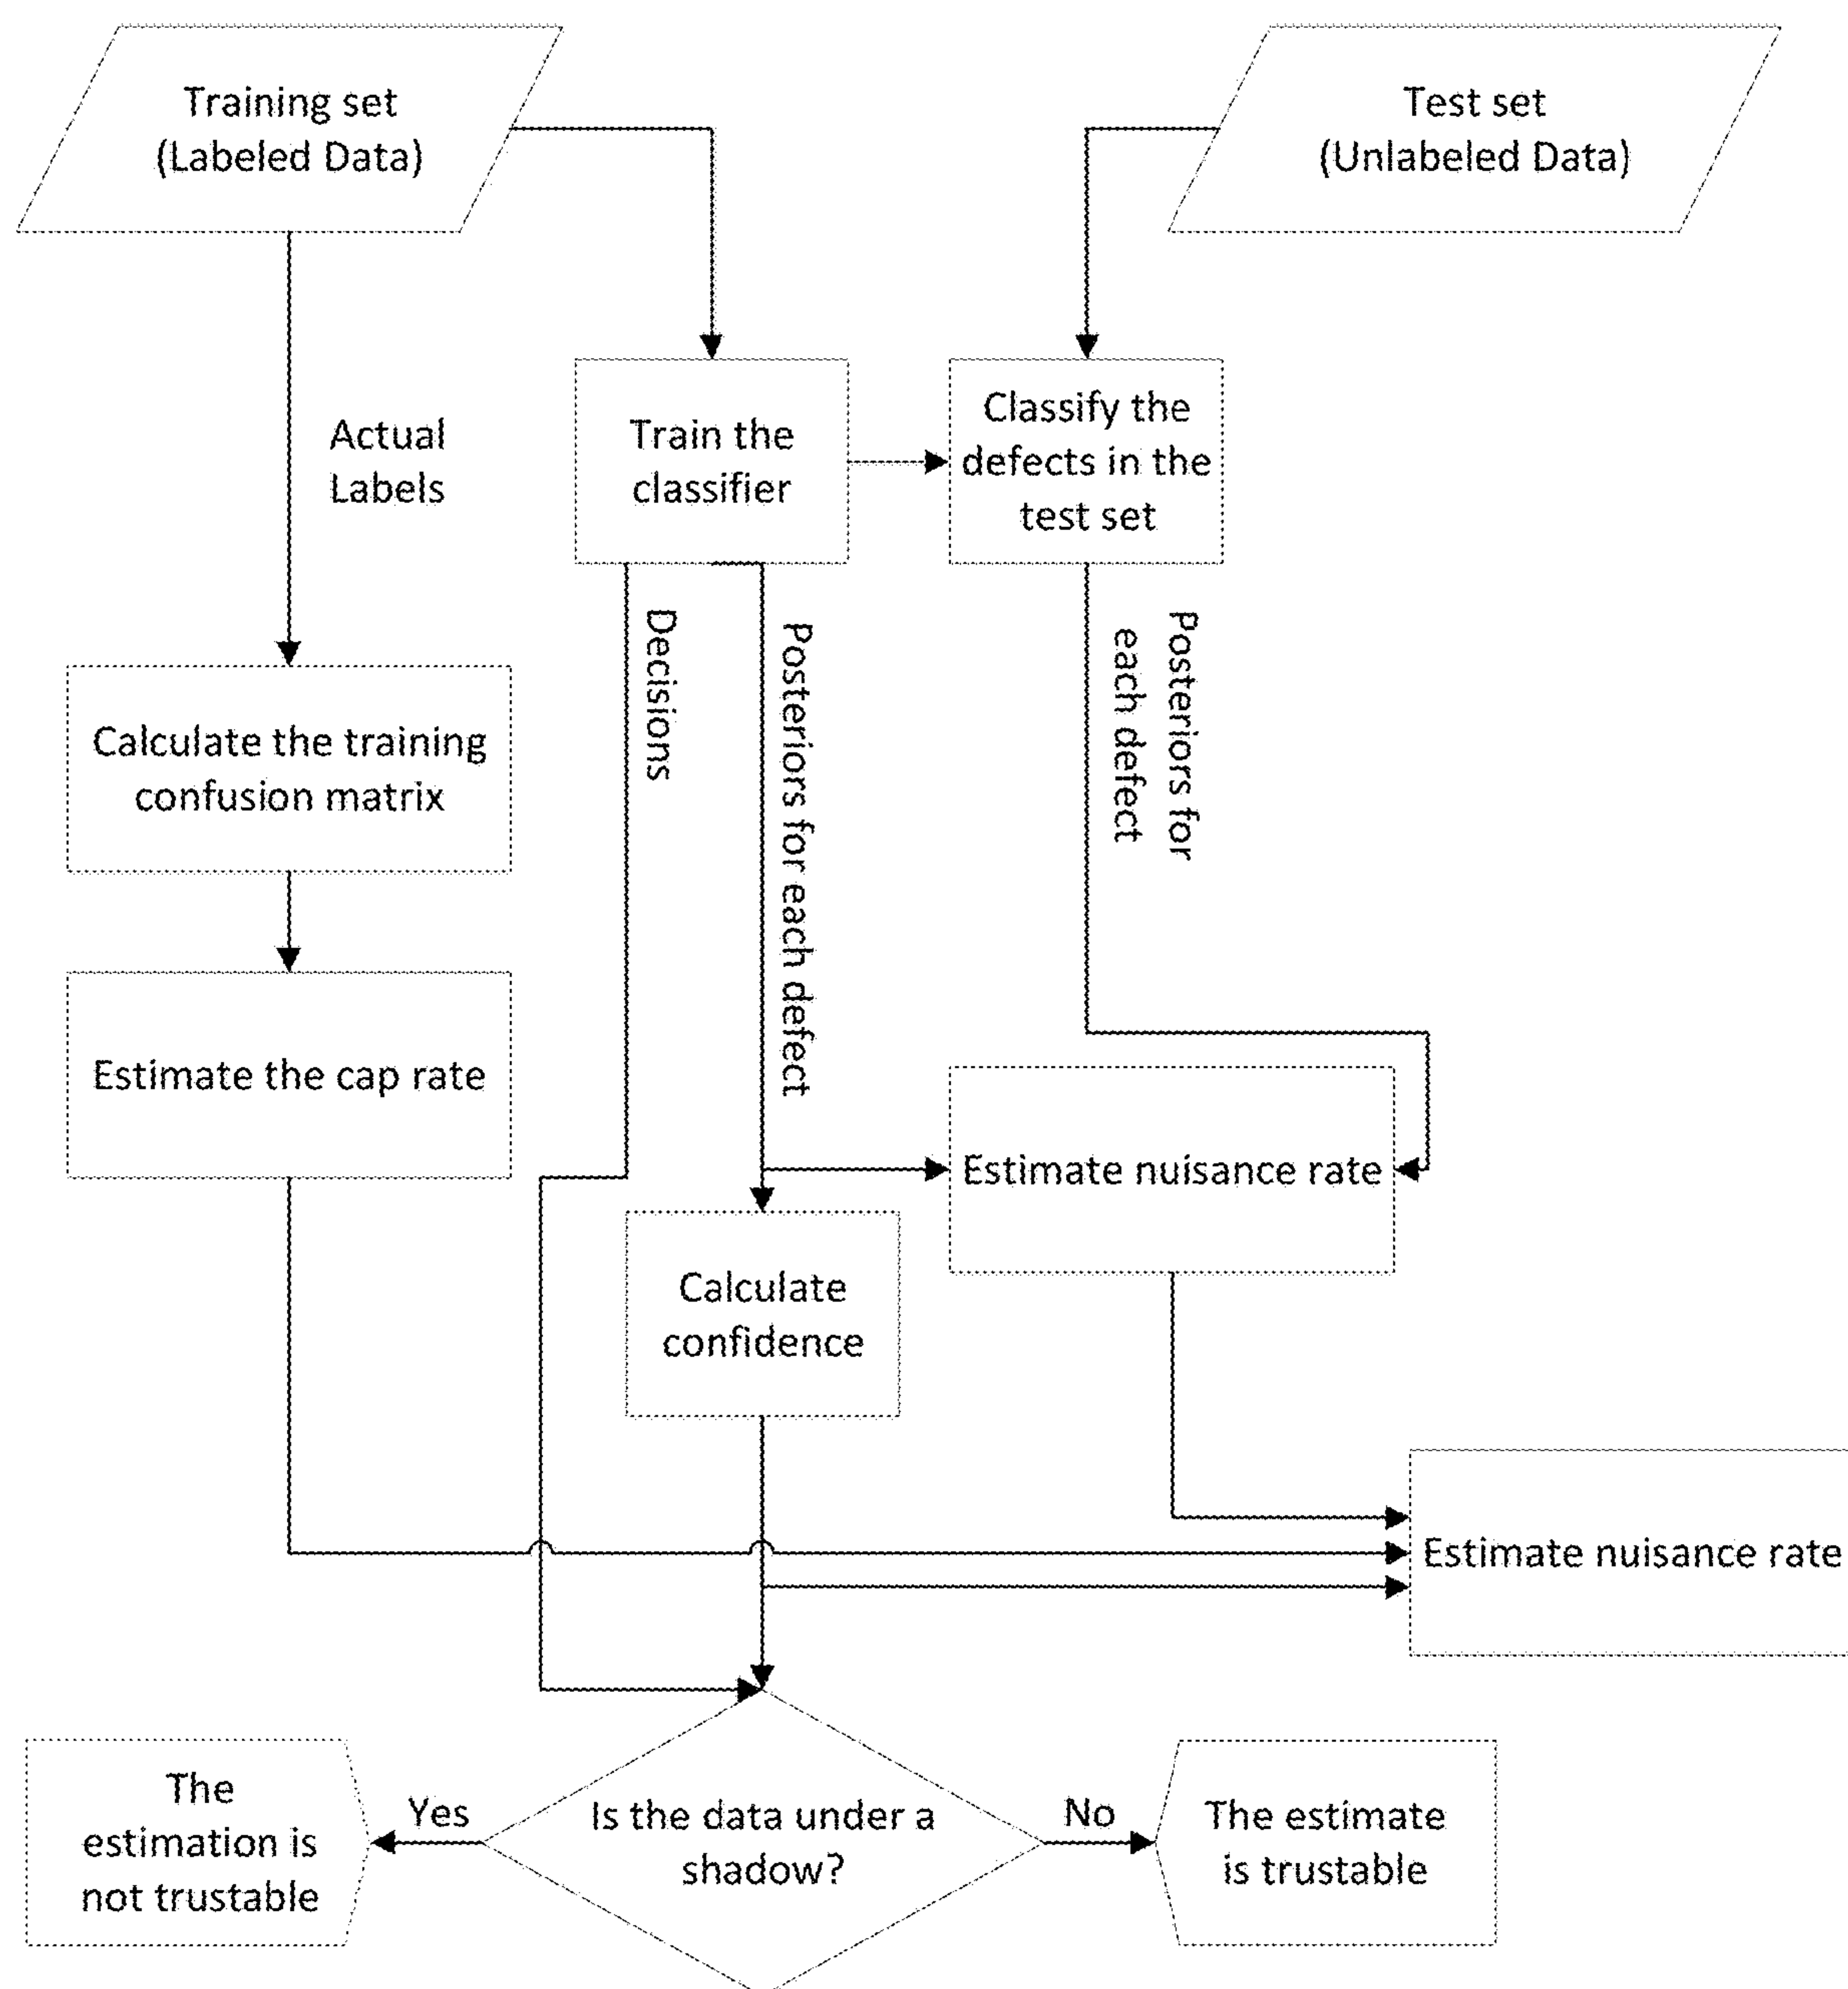 Training set
(Labeled Data)
Test set
(Unlabeled Data)
Actual
Labels
Train the
classifier
Classify the
defects in the
test set
Decisions
Posteriors for each defect
Posteriors for
each defect
Calculate the training
confusion matrix
Estimate the cap rate
Estimate nuisance rate
Calculate
confidence
Estimate nuisance rate
The
estimation is
not trustable
Yes
Is the data under a
shadow?
No
The estimate
is trustable